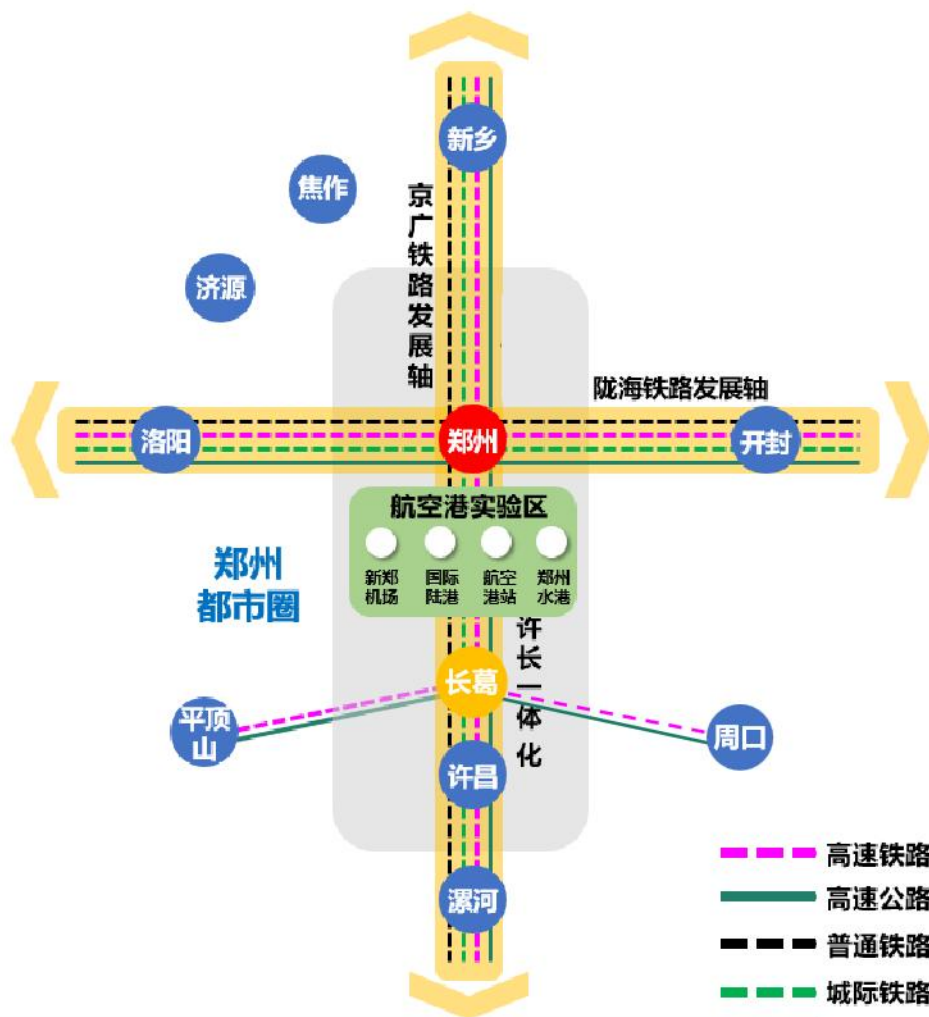 新乡
焦作
京广铁路发展轴
济源
陇海铁路发展轴
洛阳
郑州
开封
航空港实验区
新郑
机场
国际
陆港
航空
港站
郑州
水港
郑州
都市圈
许长一体化
长葛
平顶
山
周口
许昌
漯河
高速铁路
高速公路
普通铁路
城际铁路